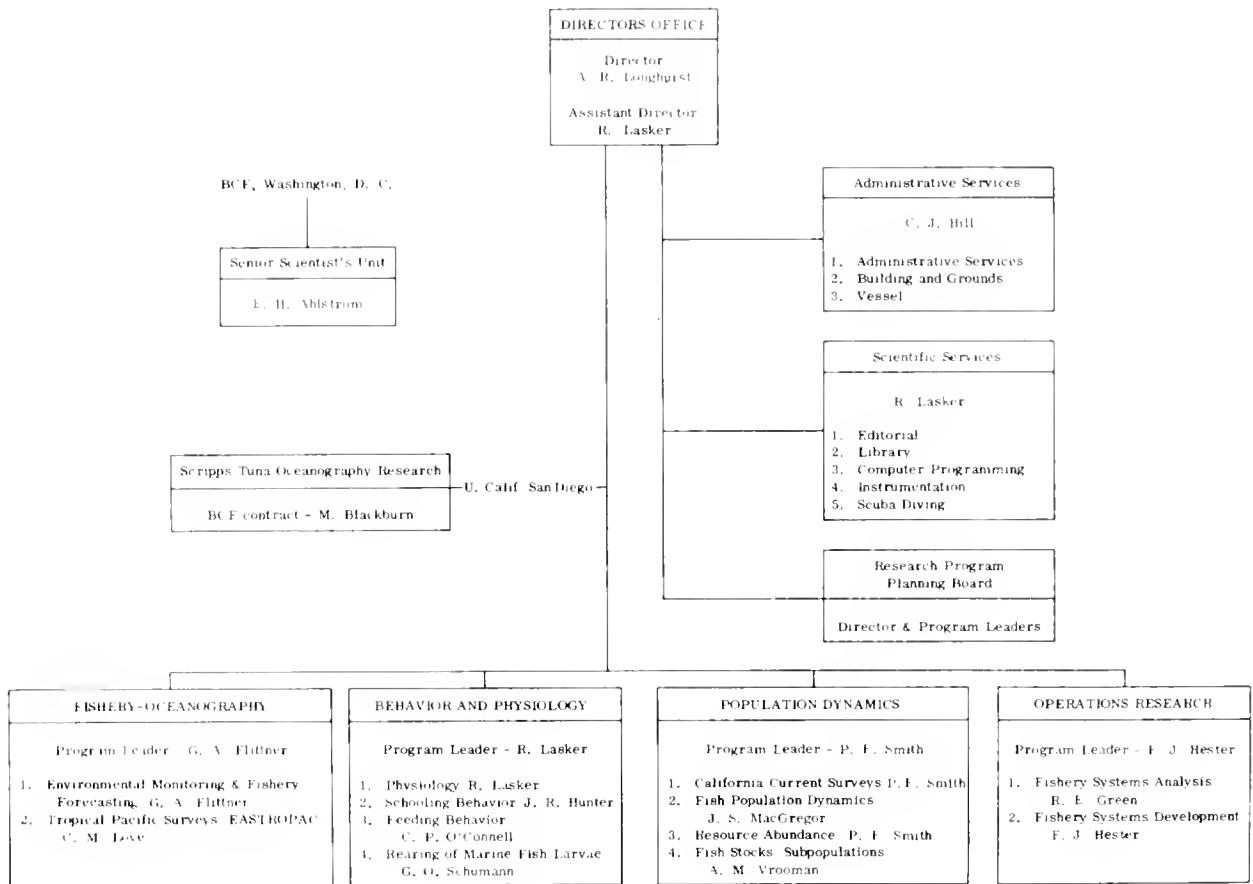 DIRECTORS OFFICE
Director
A. R. Longhurst
Assistant Director
R. Lasker
BCF, Washington, D. C.
Senior Scientist's Unit
E. H. Ahlstrom
Administrative Services
C. J. Hill
1. Administrative Services
2. Building and Grounds
3. Vessel
Scientific Services
R. Lasker
1. Editorial
2. Library
3. Computer Programming
4. Instrumentation
5. Scuba Diving
Scripps Tuna Oceanography Research
BCF contract - M. Blackburn
U. Calif San Diego
Research Program
Planning Board
Director & Program Leaders
FISHERY-OCEANOGRAPHY
Program Leader G. A. Flittner
1. Environmental Monitoring & Fishery
Forecasting G. A. Flittner
2. Tropical Pacific Surveys EASTROPAC
C. M. Love
BEHAVIOR AND PHYSIOLOGY
Program Leader - R. Lasker
1. Physiology R. Lasker
2. Schooling Behavior J. R. Hunter
3. Feeding Behavior
C. P. O'Connell
4. Rearing of Marine Fish Larvae
G. O. Schumann
POPULATION DYNAMICS
Program Leader - P. E. Smith
1. California Current Surveys P. E. Smith
2. Fish Population Dynamics
J. S. MacGregor
3. Resource Abundance P. E. Smith
4. Fish Stocks Subpopulations
A. M. Vrooman
OPERATIONS RESEARCH
Program Leader - F. J. Hester
1. Fishery Systems Analysis
R. E. Green
2. Fishery Systems Development
F. J. Hester